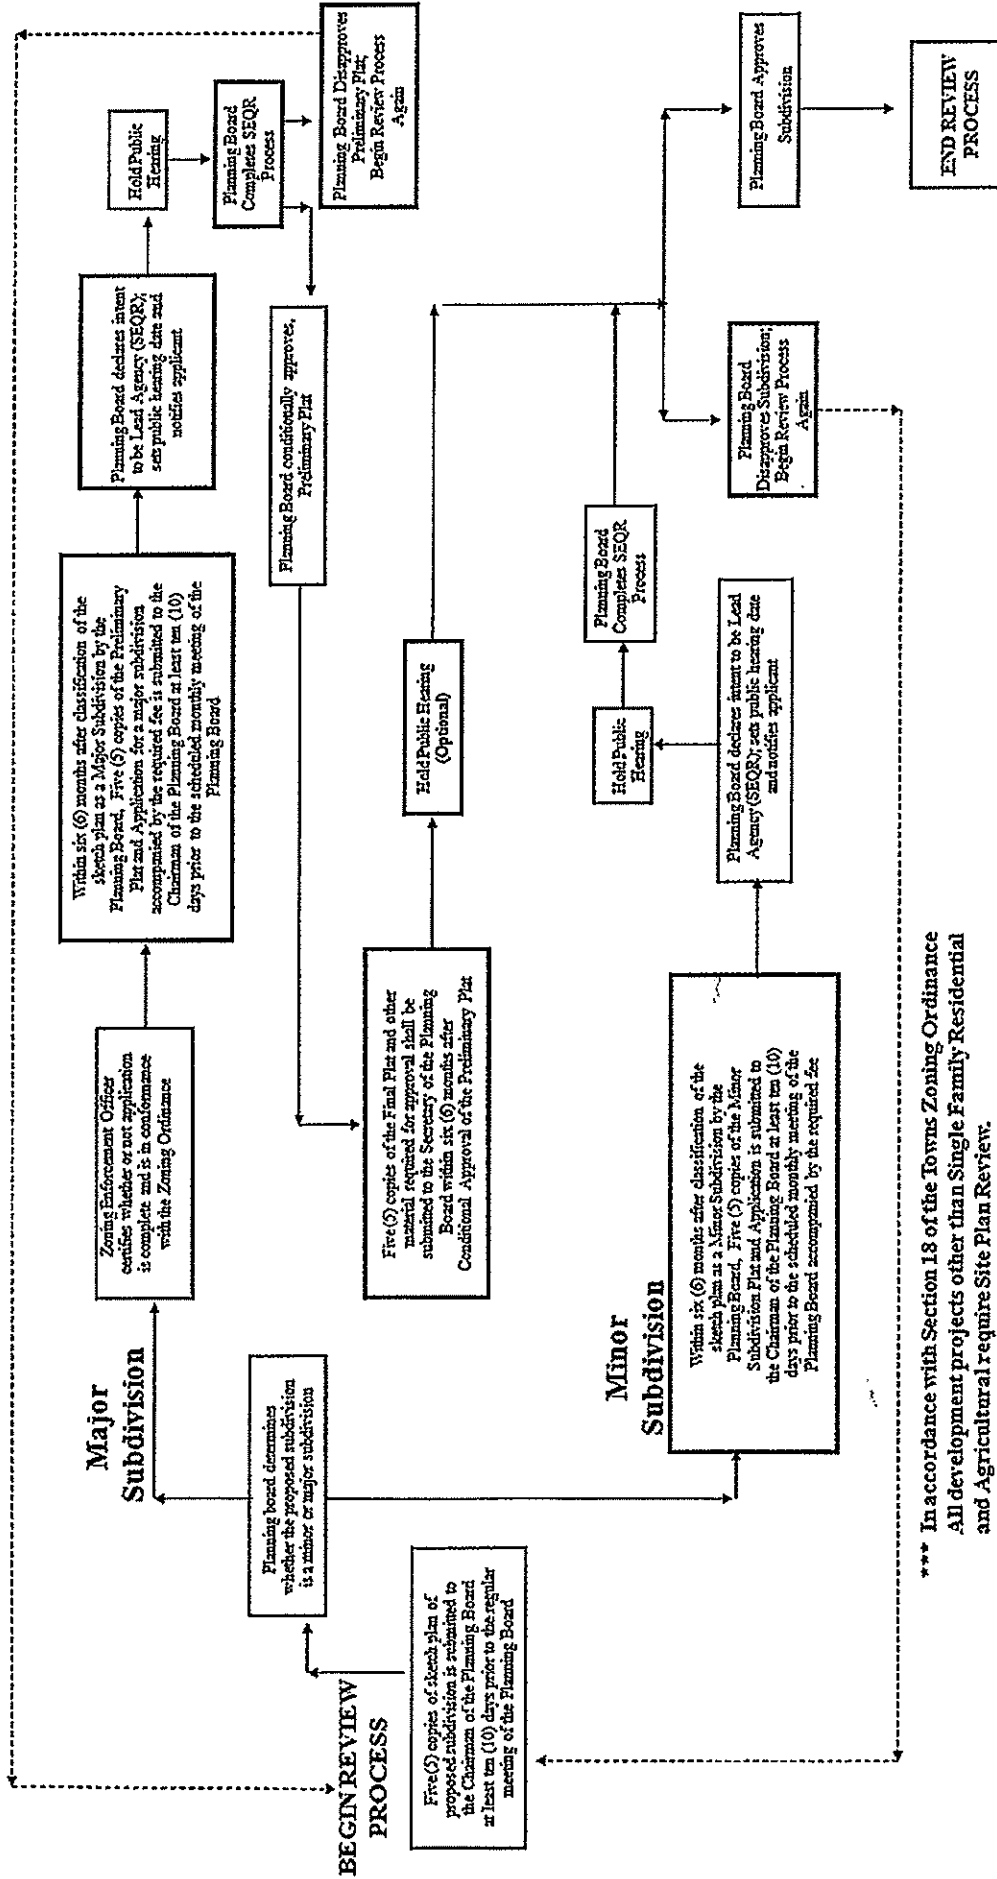 BEGIN REVIEW
PROCESS
Five (5) copies of sketch plan of
proposed subdivision is submitted to
the Chairman of the Planning Board
at least ten (10) days prior to the regular
meeting of the Planning Board
Planning board determines
whether the proposed subdivision
is a minor or major subdivision
Major
Subdivision
Zoning Enforcement Officer
certifies whether or not application
is complete and is in conformance
with the Zoning Ordinance
Within six (6) months after classification of the
sketch plan as a Major Subdivision by the
Planning Board, Five (5) copies of the Preliminary
Plat and Application for a major subdivision
accompanied by the required fee is submitted to the
Chairman of the Planning Board at least ten (10)
days prior to the scheduled monthly meeting of the
Planning Board
Planning Board declares intent
to be Lead Agency (SEQR);
sets public hearing date and
notifies applicant
Hold Public
Hearing
Planning Board
Completes SEQR
Process
Planning Board Disapproves
Preliminary Plat;
Begin Review Process
Again
Planning Board conditionally approves,
Preliminary Plat
Five (5) copies of the Final Plat and other
material required for approval shall be
submitted to the Secretary of the Planning
Board within six (6) months after
Conditional Approval of the Preliminary Plat
Hold Public Hearing
(Optional)
Minor
Subdivision
Within six (6) months after classification of the
sketch plan as a Minor Subdivision by the
Planning Board, Five (5) copies of the Minor
Subdivision Plat and Application is submitted to
the Chairman of the Planning Board at least ten (10)
days prior to the scheduled monthly meeting of the
Planning Board accompanied by the required fee
Planning Board declares intent to be Lead
Agency (SEQR); sets public hearing date
and notifies applicant
Hold Public
Hearing
Planning Board
Completes SEQR
Process
Planning Board
Disapproves Subdivision;
Begin Review Process
Again
Planning Board Approves
Subdivision
END REVIEW
PROCESS
*** In accordance with Section 18 of the Towns Zoning Ordinance
All development projects other than Single Family Residential
and Agricultural require Site Plan Review.